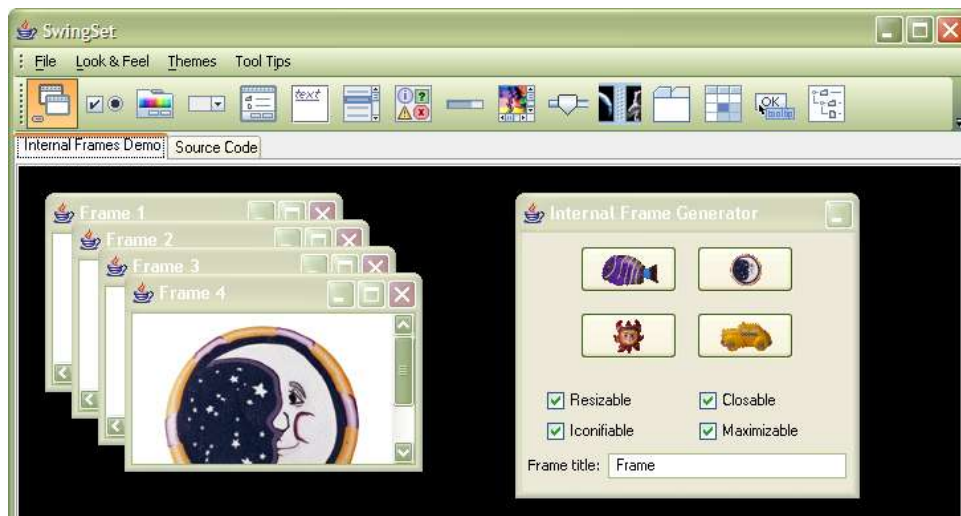 SwingSet
File Look & Feel Themes Tool Tips
text
OK
tooltip
Internal Frames Demo Source Code
Frame 1
Frame 2
Frame 3
Frame 4
Internal Frame Generator
Resizable Closable
Iconifiable Maximizable
Frame title: Frame